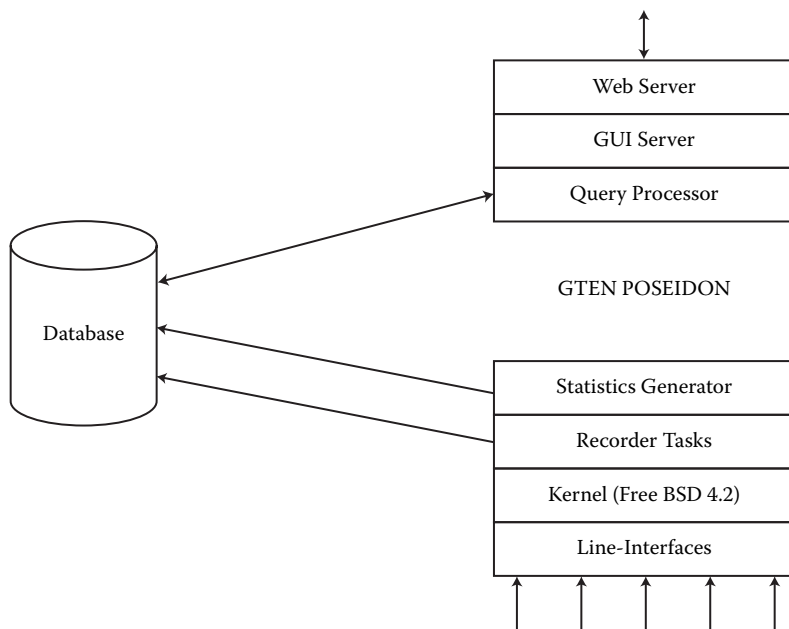 Web Server
GUI Server
Query Processor
GTEN POSEIDON
Database
Statistics Generator
Recorder Tasks
Kernel (Free BSD 4.2)
Line-Interfaces